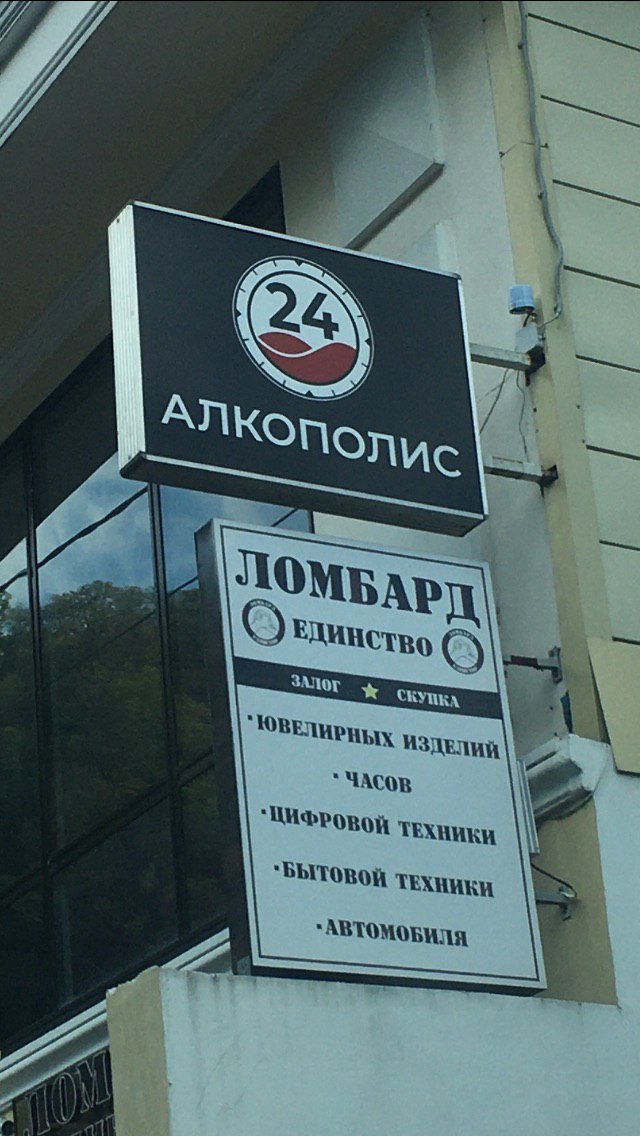 24
АЛКОПОЛИС
ЛОМБАРД
ЕДИНСТВО
ЗАЛОГ СКУПКА
·ЮВЕЛИРНЫХ ИЗДЕЛИЙ
·ЧАСОВ
·ЦИФРОВОЙ ТЕХНИКИ
·БЫТОВОЙ ТЕХНИКИ
·АВТОМОБИЛЯ